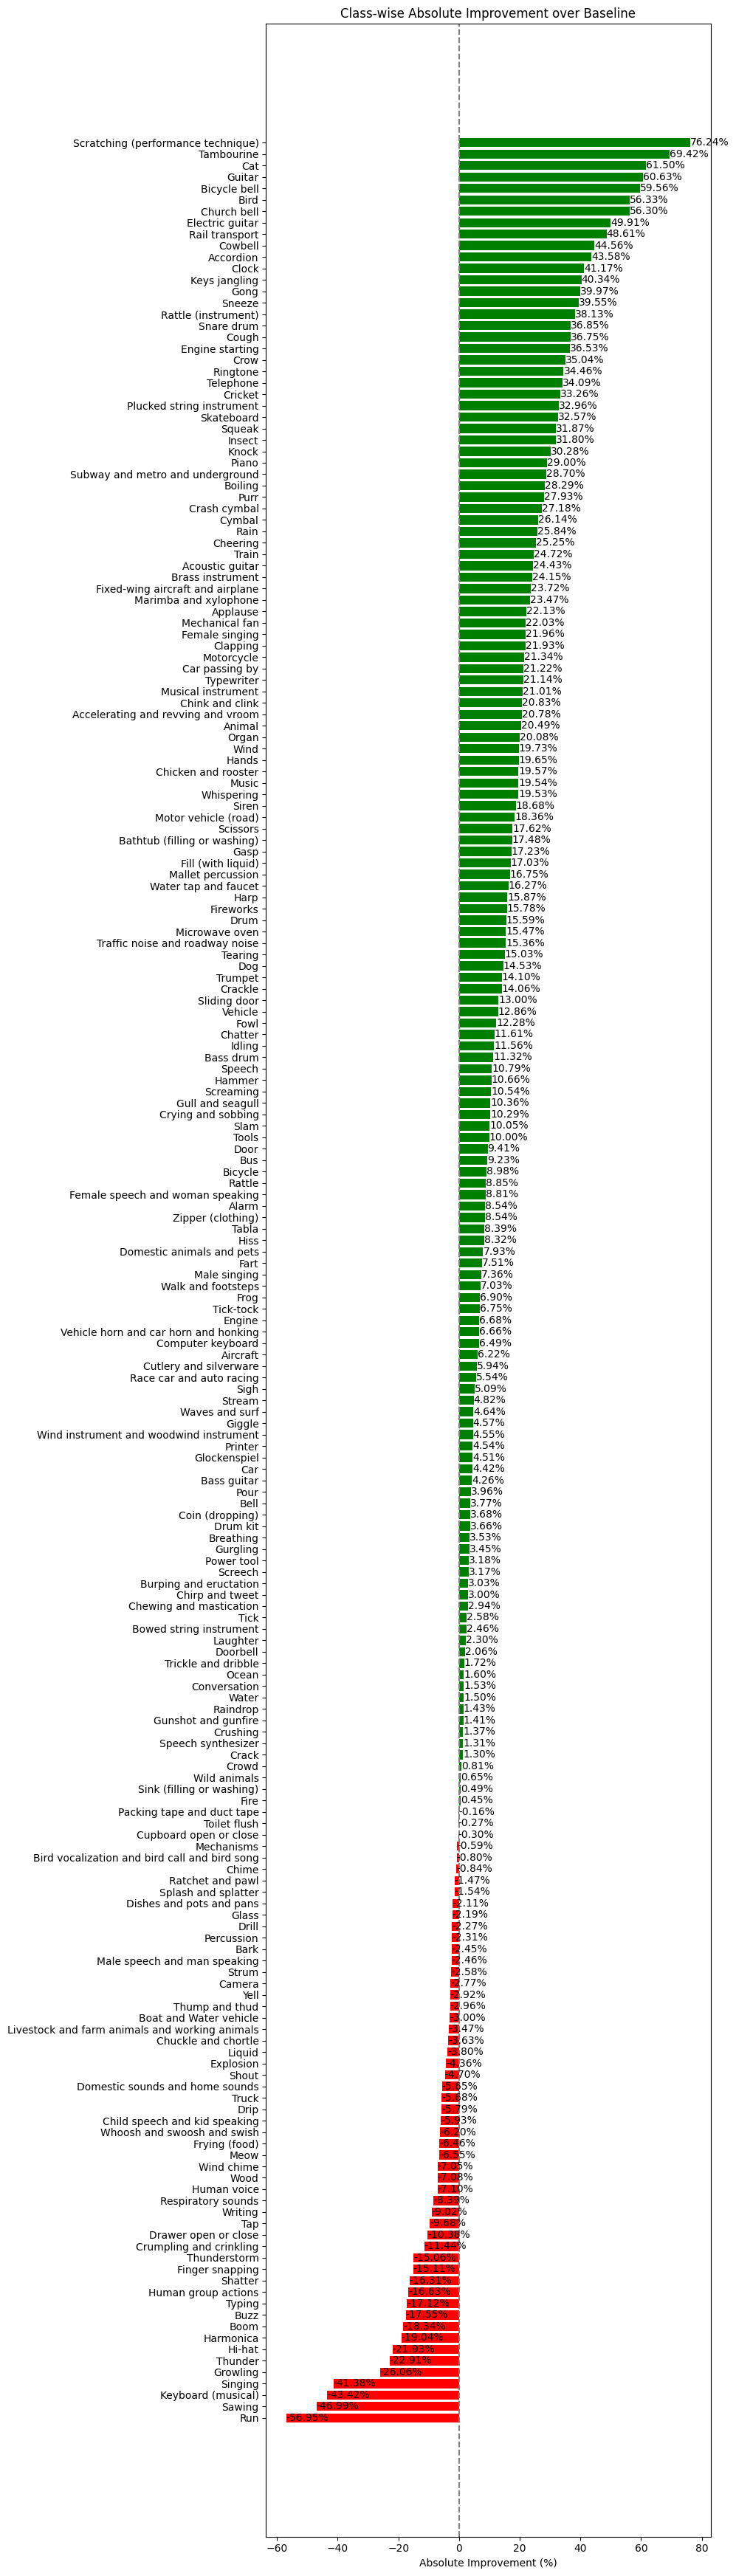 Class-wise Absolute Improvement over Baseline
Scratching (performance technique) 76.24%
Tambourine 69.42%
Cat 61.50%
Guitar 60.63%
Bicycle bell 59.56%
Bird 56.33%
Church bell 56.30%
Electric guitar 49.91%
Rail transport 48.61%
Cowbell 44.56%
Accordion 43.58%
Clock 41.17%
Keys jangling 40.34%
Gong 39.97%
Sneeze 39.55%
Rattle (instrument) 38.13%
Snare drum 36.85%
Cough 36.75%
Engine starting 36.53%
Crow 35.04%
Ringtone 34.46%
Telephone 34.09%
Cricket 33.26%
Plucked string instrument 32.96%
Skateboard 32.57%
Squeak 31.87%
Insect 31.80%
Knock 30.28%
Piano 29.00%
Subway and metro and underground 28.70%
Boiling 28.29%
Purr 27.93%
Crash cymbal 27.18%
Cymbal 26.14%
Rain 25.84%
Cheering 25.25%
Train 24.72%
Acoustic guitar 24.43%
Brass instrument 24.15%
Fixed-wing aircraft and airplane 23.72%
Marimba and xylophone 23.47%
Applause 22.13%
Mechanical fan 22.03%
Female singing 21.96%
Clapping 21.93%
Motorcycle 21.34%
Car passing by 21.22%
Typewriter 21.14%
Musical instrument 21.01%
Chink and clink 20.83%
Accelerating and revving and vroom 20.78%
Animal 20.49%
Organ 20.08%
Wind 19.73%
Hands 19.65%
Chicken and rooster 19.57%
Music 19.54%
Whispering 19.53%
Siren 18.68%
Motor vehicle (road) 18.36%
Scissors 17.62%
Bathtub (filling or washing) 17.48%
Gasp 17.23%
Fill (with liquid) 17.03%
Mallet percussion 16.75%
Water tap and faucet 16.27%
Harp 15.87%
Fireworks 15.78%
Drum 15.59%
Microwave oven 15.47%
Traffic noise and roadway noise 15.36%
Tearing 15.03%
Dog 14.53%
Trumpet 14.10%
Crackle 14.06%
Sliding door 13.00%
Vehicle 12.86%
Fowl 12.28%
Chatter 11.61%
Idling 11.56%
Bass drum 11.32%
Speech 10.79%
Hammer 10.66%
Screaming 10.54%
Gull and seagull 10.36%
Crying and sobbing 10.29%
Slam 10.05%
Tools 10.00%
Door 9.41%
Bus 9.23%
Bicycle 8.98%
Rattle 8.85%
Female speech and woman speaking 8.81%
Alarm 8.54%
Zipper (clothing) 8.54%
Tabla 8.39%
Hiss 8.32%
Domestic animals and pets 7.93%
Fart 7.51%
Male singing 7.36%
Walk and footsteps 7.03%
Frog 6.90%
Tick-tock 6.75%
Engine 6.68%
Vehicle horn and car horn and honking 6.66%
Computer keyboard 6.49%
Aircraft 6.22%
Cutlery and silverware 5.94%
Race car and auto racing 5.54%
Sigh 5.09%
Stream 4.82%
Waves and surf 4.64%
Giggle 4.57%
Wind instrument and woodwind instrument 4.55%
Printer 4.54%
Glockenspiel 4.51%
Car 4.42%
Bass guitar 4.26%
Pour 3.96%
Bell 3.77%
Coin (dropping) 3.68%
Drum kit 3.66%
Breathing 3.53%
Gurgling 3.45%
Power tool 3.18%
Screech 3.17%
Burping and eructation 3.03%
Chirp and tweet 3.00%
Chewing and mastication 2.94%
Tick 2.58%
Bowed string instrument 2.46%
Laughter 2.30%
Doorbell 2.06%
Trickle and dribble 1.72%
Ocean 1.60%
Conversation 1.53%
Water 1.50%
Raindrop 1.43%
Gunshot and gunfire 1.41%
Crushing 1.37%
Speech synthesizer 1.31%
Crack 1.30%
Crowd 0.81%
Wild animals 0.65%
Sink (filling or washing) 0.49%
Fire 0.45%
Packing tape and duct tape -0.16%
Toilet flush -0.27%
Cupboard open or close -0.30%
Mechanisms -0.59%
Bird vocalization and bird call and bird song -0.80%
Chime -0.84%
Ratchet and pawl -1.47%
Splash and splatter -1.54%
Dishes and pots and pans -2.11%
Glass -2.19%
Drill -2.27%
Percussion -2.31%
Bark -2.45%
Male speech and man speaking -2.46%
Strum -2.58%
Camera -2.77%
Yell -2.92%
Thump and thud -2.96%
Boat and Water vehicle -3.00%
Livestock and farm animals and working animals -3.47%
Chuckle and chortle -3.63%
Liquid -3.80%
Explosion -4.36%
Shout -4.70%
Domestic sounds and home sounds -5.65%
Truck -5.68%
Drip -5.79%
Child speech and kid speaking -5.93%
Whoosh and swoosh and swish -6.20%
Frying (food) -6.46%
Meow -6.55%
Wind chime -7.05%
Wood -7.08%
Human voice -7.10%
Respiratory sounds -8.39%
Writing -9.02%
Tap -9.68%
Drawer open or close -10.38%
Crumpling and crinkling -11.44%
Thunderstorm -15.06%
Finger snapping -15.11%
Shatter -16.31%
Human group actions -16.63%
Typing -17.12%
Buzz -17.55%
Boom -18.34%
Harmonica -19.04%
Hi-hat -21.93%
Thunder -22.91%
Growling -26.06%
Singing -41.38%
Keyboard (musical) -43.42%
Sawing -46.99%
Run -56.95%
−60 −40 −20 0 20 40 60 80
Absolute Improvement (%)